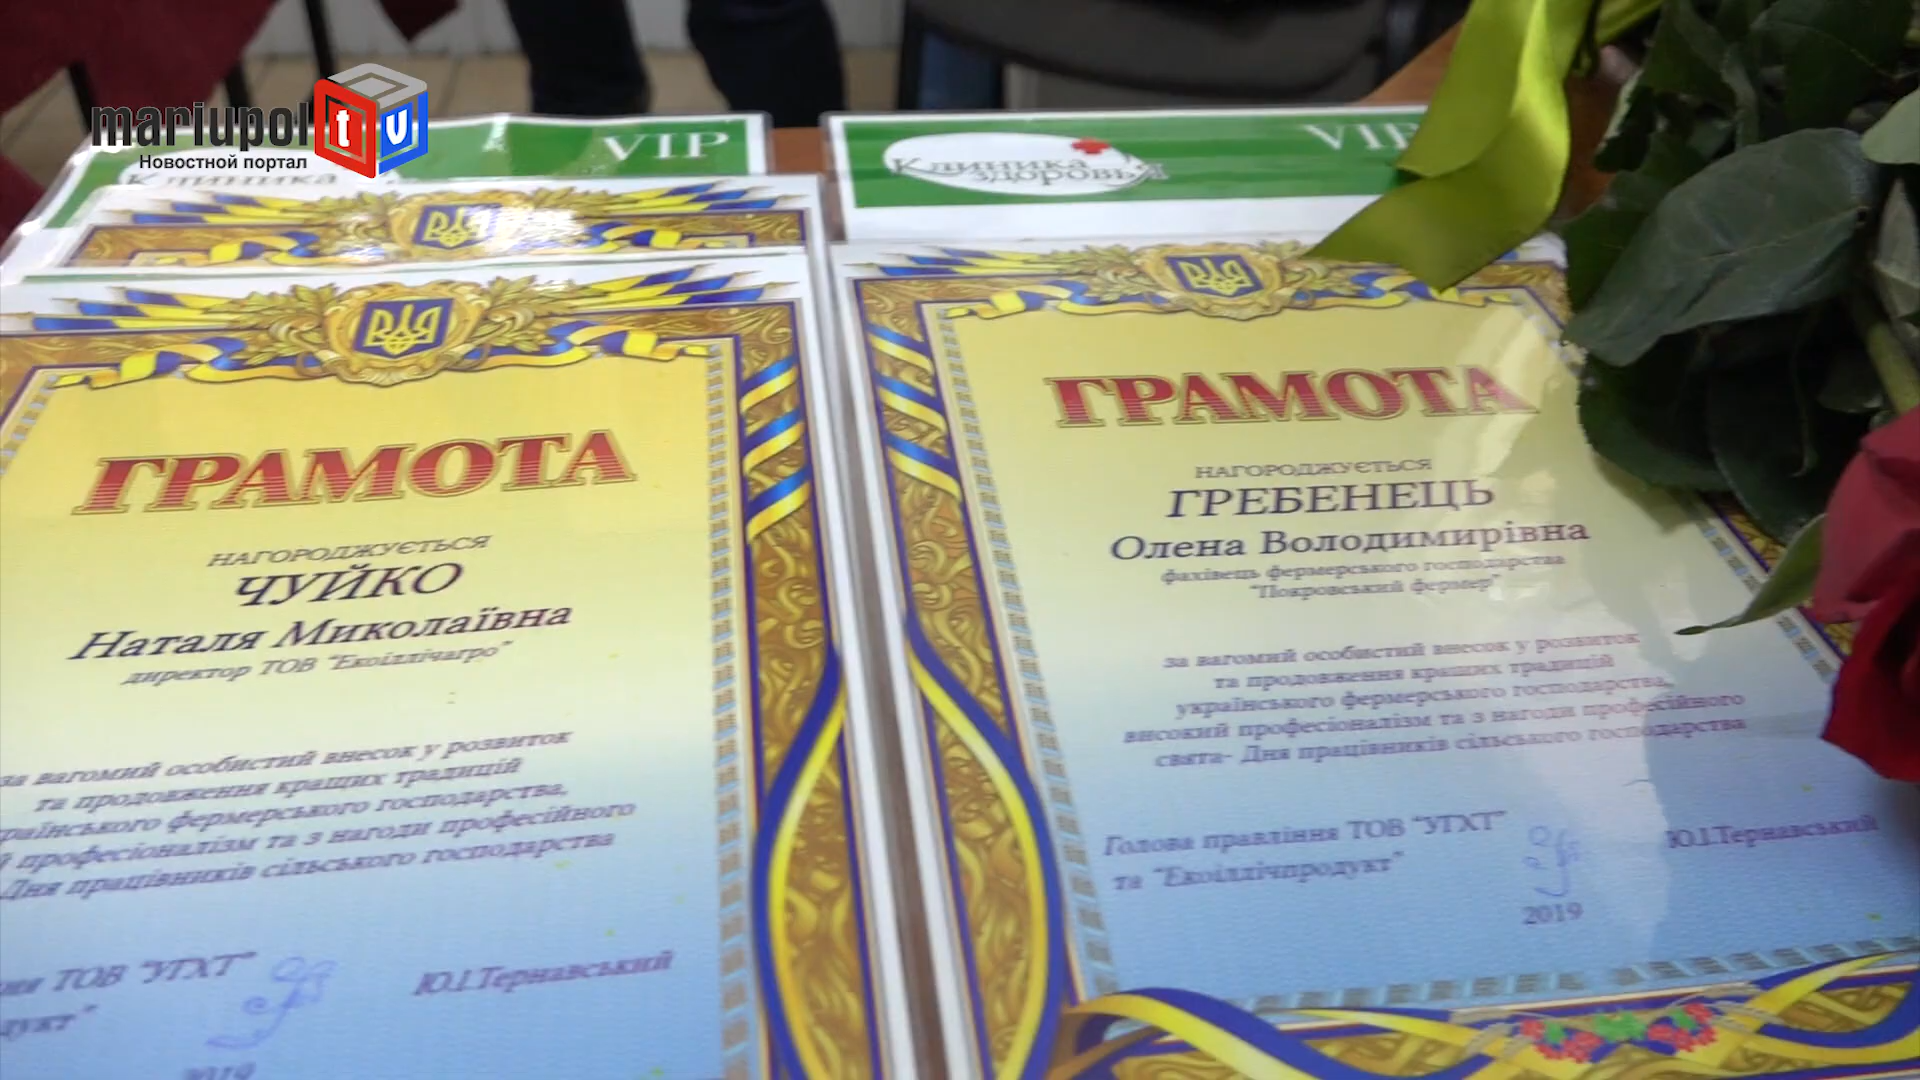 mariupol tv
Новостной портал
VIP
Клиника
VIP
Клиника
здоровья
ГРАМОТА
НАГОРОДЖУЄТЬСЯ
ЧУЙКО
Наталя Миколаївна
директор ТОВ "Екоіллічагро"
за вагомий особистий внесок у розвиток
та продовження кращих традицій
українського фермерського господарства,
професіоналізм та з нагоди професійного
Дня працівників сільського господарства
ТОВ "УГХТ"
Ю.І.Тернавський
2019
ГРАМОТА
НАГОРОДЖУЄТЬСЯ
ГРЕБЕНЕЦЬ
Олена Володимирівна
фахівець фермерського господарства
"Покровський фермер"
за вагомий особистий внесок у розвиток
та продовження кращих традицій
українського фермерського господарства,
високий професіоналізм та з нагоди професійного
свята- Дня працівників сільського господарства
Голова правління ТОВ "УГХТ"
та "Екоіллічпродукт"
Ю.І.Тернавський
2019